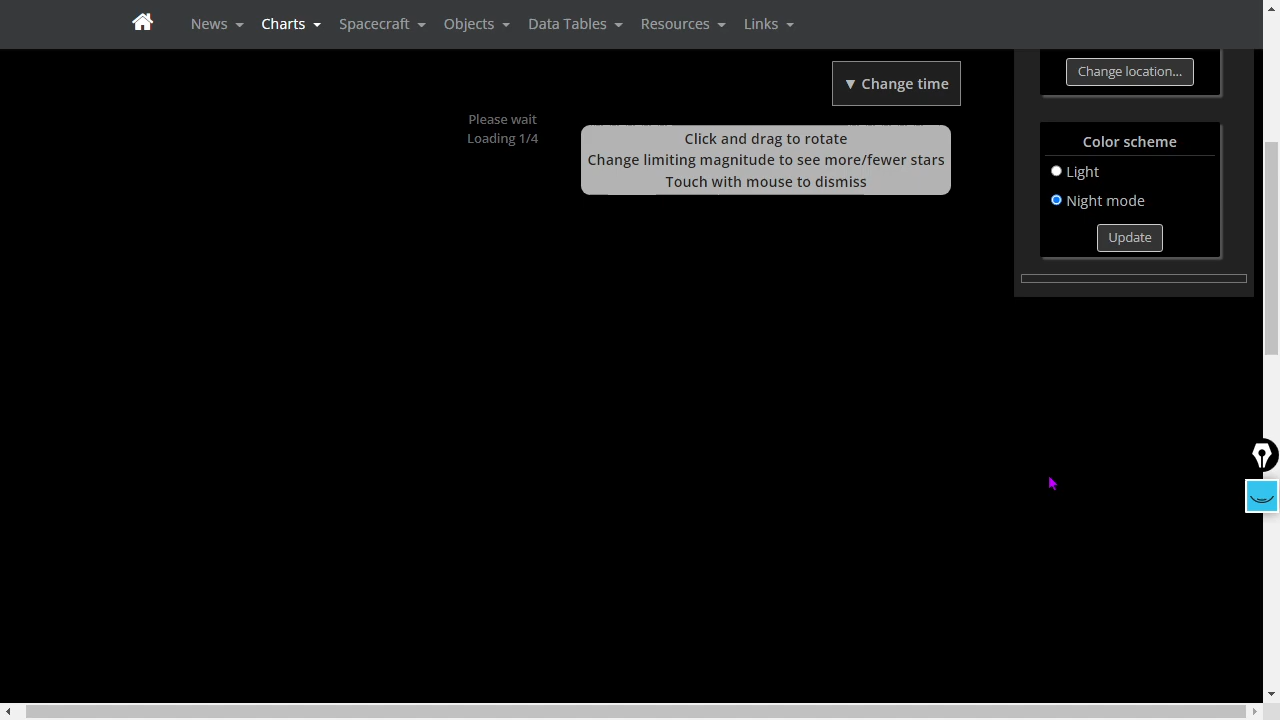 News
Charts
Spacecraft
Objects
Data Tables
Resources
Links
Change location...
▼ Change time
Please wait
Loading 1/4
Click and drag to rotate
Change limiting magnitude to see more/fewer stars
Touch with mouse to dismiss
Color scheme
Light
Night mode
Update